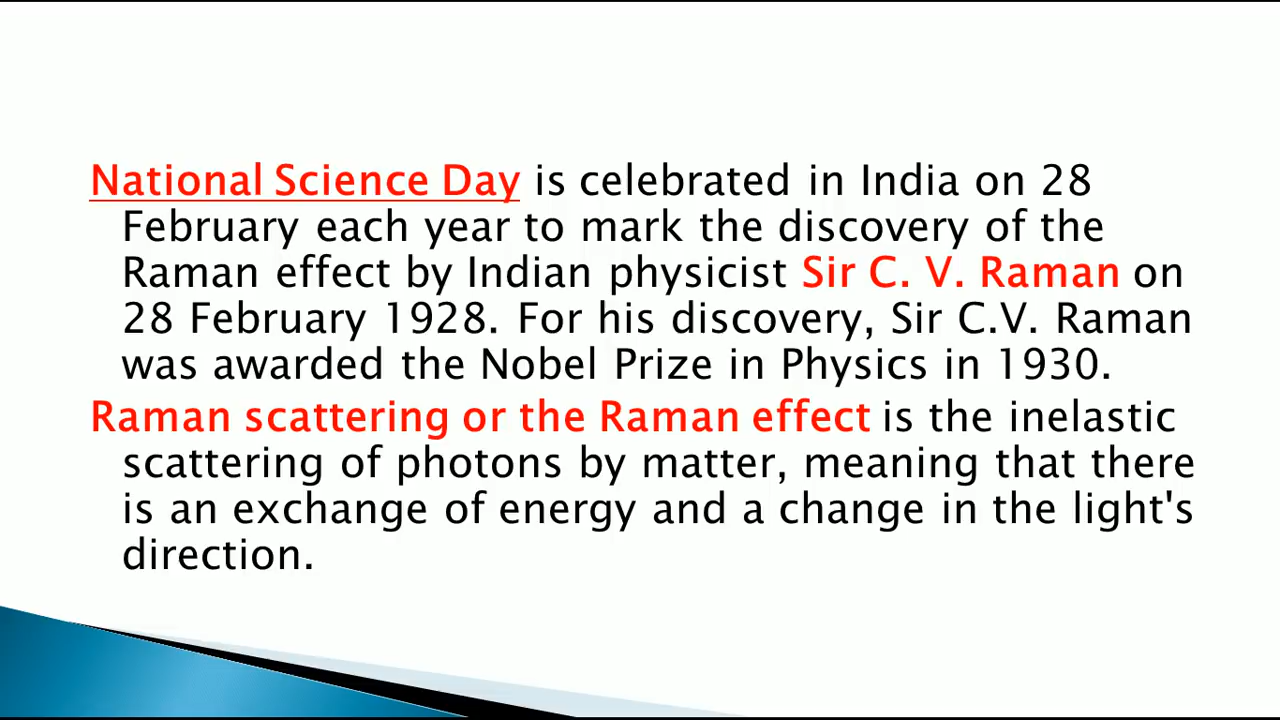 National Science Day is celebrated in India on 28
February each year to mark the discovery of the
Raman effect by Indian physicist Sir C. V. Raman on
28 February 1928. For his discovery, Sir C.V. Raman
was awarded the Nobel Prize in Physics in 1930.
Raman scattering or the Raman effect is the inelastic
scattering of photons by matter, meaning that there
is an exchange of energy and a change in the light's
direction.